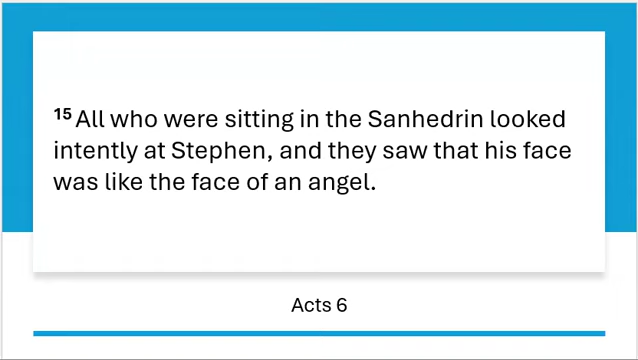 15 All who were sitting in the Sanhedrin looked
intently at Stephen, and they saw that his face
was like the face of an angel.
Acts 6